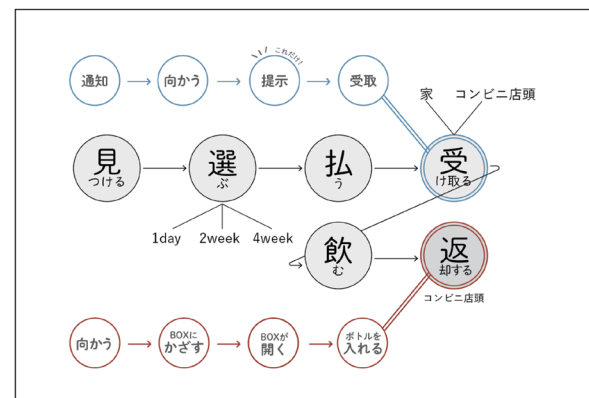 これだけ!
通知 向かう 提示 受取
家 コンビニ店頭
見つける 選ぶ 払う 受け取る
1day 2week 4week
飲む 返却する
コンビニ店頭
向かう BOXにかざす BOXが開く ボトルを入れる